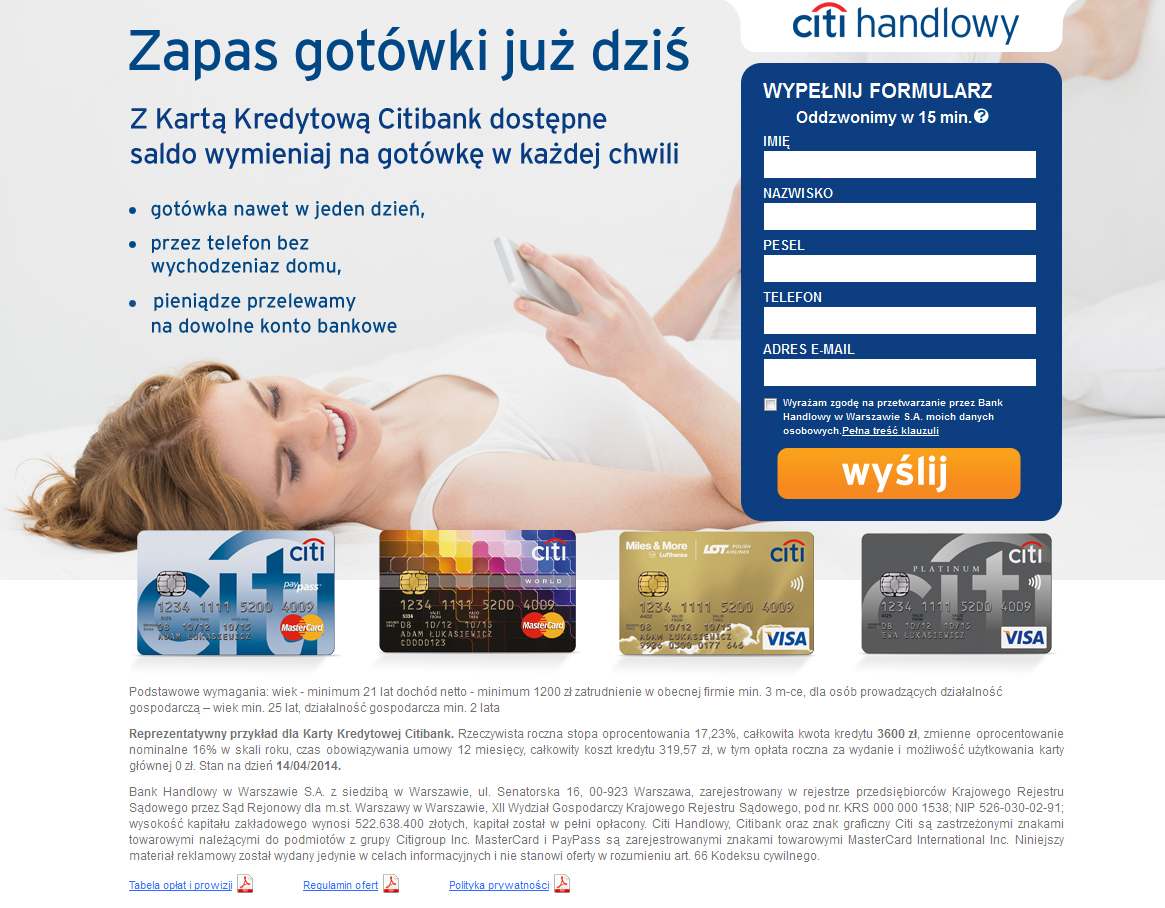 citi handlowy
Zapas gotówki już dziś
Z Kartą Kredytową Citibank dostępne
saldo wymieniaj na gotówkę w każdej chwili
gotówka nawet w jeden dzień,
przez telefon bez
wychodzeniaz domu,
pieniądze przelewamy
na dowolne konto bankowe
WYPEŁNIJ FORMULARZ
Oddzwonimy w 15 min. ?
IMIĘ
NAZWISKO
PESEL
TELEFON
ADRES E-MAIL
Wyrażam zgodę na przetwarzanie przez Bank
Handlowy w Warszawie S.A. moich danych
osobowych.Pełna treść klauzuli
wyślij
citi
citi
paypass
1234 1111 5200 4009
08 10/12 10/15
ADAM ŁUKASIEWICZ
MasterCard
citi
WORLD
1234 1111 5200 4009
08 10/12 10/15
ADAM ŁUKASIEWICZ
CODDO123
MasterCard
Miles & More
Lufthansa
LOT POLISH
AIRLINES
citi
1234 1111 5200 4009
08 10/12 10/15
ADAM ŁUKASIEWICZ
9926 0300 0177 646
VISA
citi
citi
PLATINUM
1234 1111 5200 4009
08 10/12 10/15
EWA ŁUKASIEWICZ
VISA
Podstawowe wymagania: wiek - minimum 21 lat dochód netto - minimum 1200 zł zatrudnienie w obecnej firmie min. 3 m-ce, dla osób prowadzących działalność
gospodarczą – wiek min. 25 lat, działalność gospodarcza min. 2 lata
Reprezentatywny przykład dla Karty Kredytowej Citibank. Rzeczywista roczna stopa oprocentowania 17,23%, całkowita kwota kredytu 3600 zł, zmienne oprocentowanie
nominalne 16% w skali roku, czas obowiązywania umowy 12 miesięcy, całkowity koszt kredytu 319,57 zł, w tym opłata roczna za wydanie i możliwość użytkowania karty
głównej 0 zł. Stan na dzień 14/04/2014.
Bank Handlowy w Warszawie S.A. z siedzibą w Warszawie, ul. Senatorska 16, 00-923 Warszawa, zarejestrowany w rejestrze przedsiębiorców Krajowego Rejestru
Sądowego przez Sąd Rejonowy dla m.st. Warszawy w Warszawie, XII Wydział Gospodarczy Krajowego Rejestru Sądowego, pod nr. KRS 000 000 1538; NIP 526-030-02-91;
wysokość kapitału zakładowego wynosi 522.638.400 złotych, kapitał został w pełni opłacony. Citi Handlowy, Citibank oraz znak graficzny Citi są zastrzeżonymi znakami
towarowymi należącymi do podmiotów z grupy Citigroup Inc. MasterCard i PayPass są zarejestrowanymi znakami towarowymi MasterCard International Inc. Niniejszy
materiał reklamowy został wydany jedynie w celach informacyjnych i nie stanowi oferty w rozumieniu art. 66 Kodeksu cywilnego.
Tabela opłat i prowizji Regulamin ofert Polityka prywatności